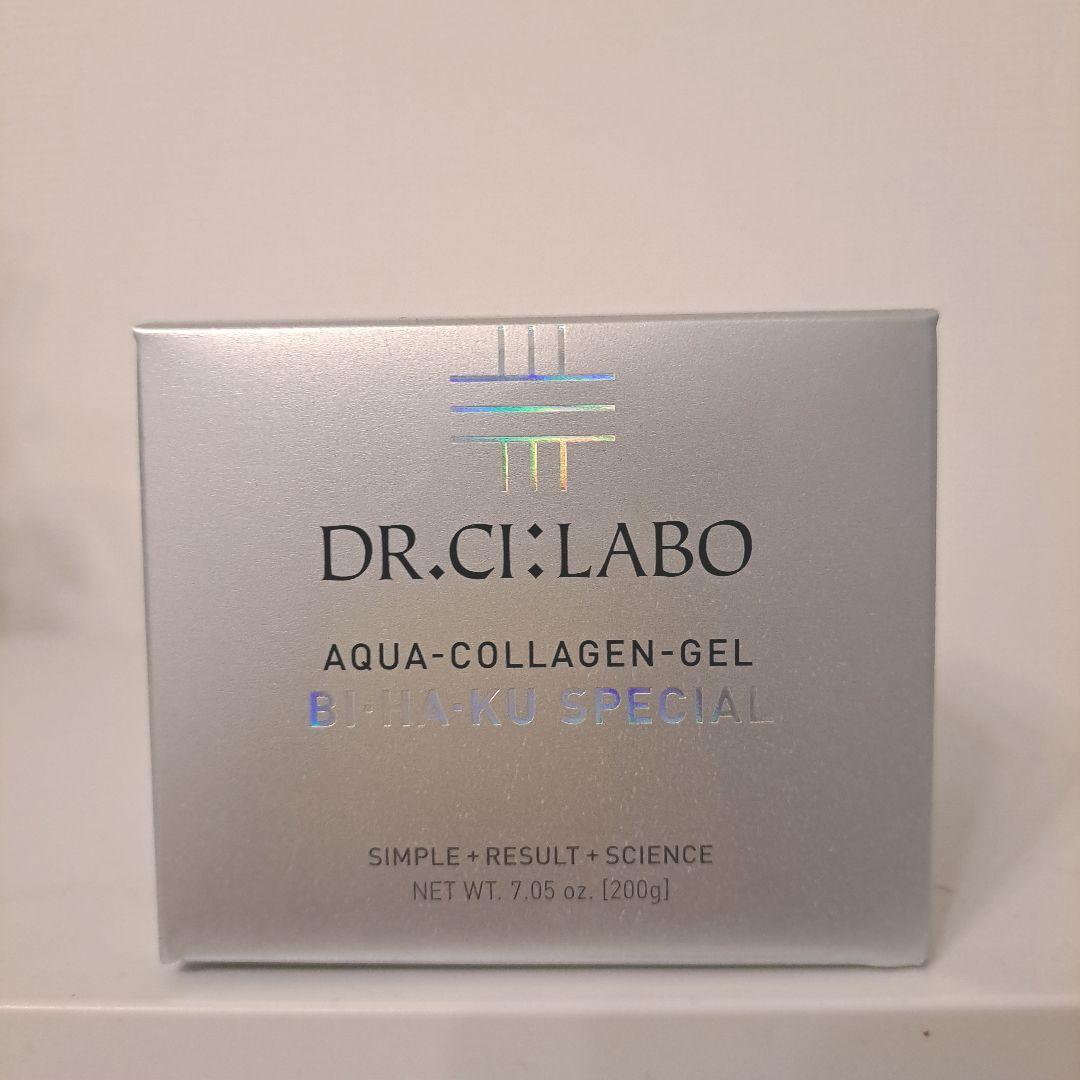 DR.CI:LABO
AQUA-COLLAGEN-GEL
BI·HA·KU SPECIAL
SIMPLE + RESULT + SCIENCE
NET WT. 7.05 oz. [200g]